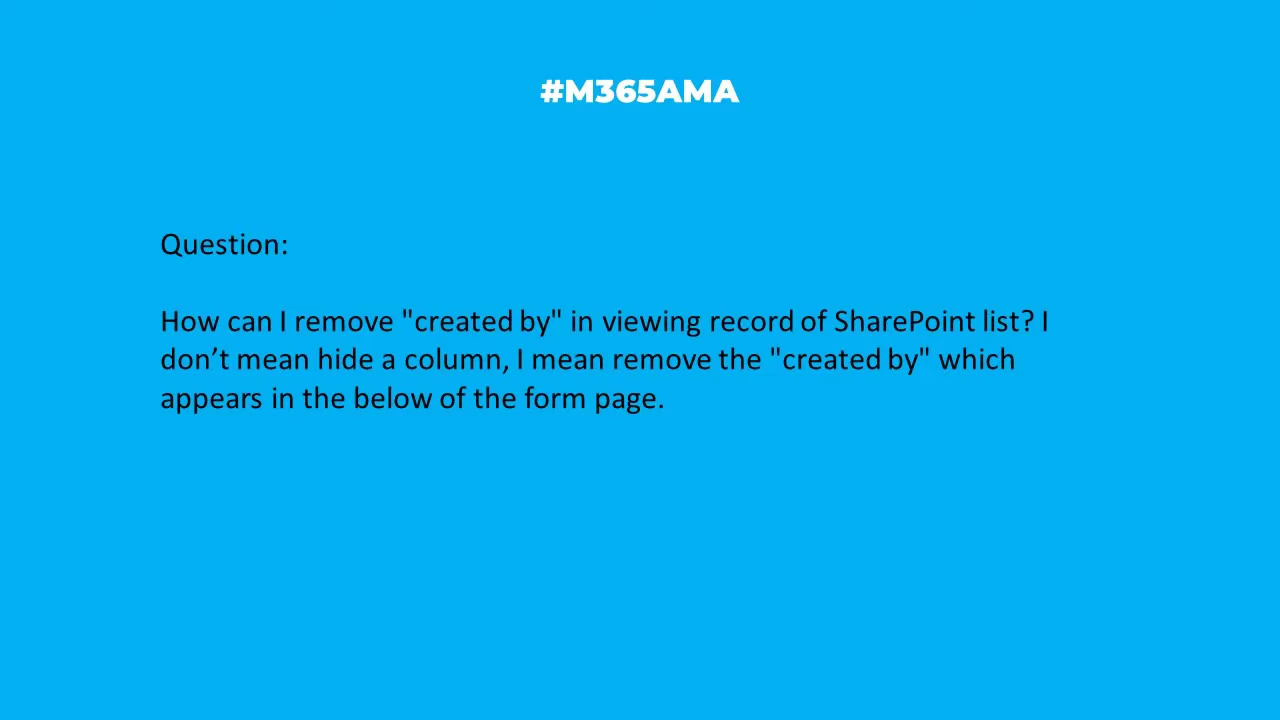 #M365AMA
Question:
How can I remove "created by" in viewing record of SharePoint list? I
don’t mean hide a column, I mean remove the "created by" which
appears in the below of the form page.